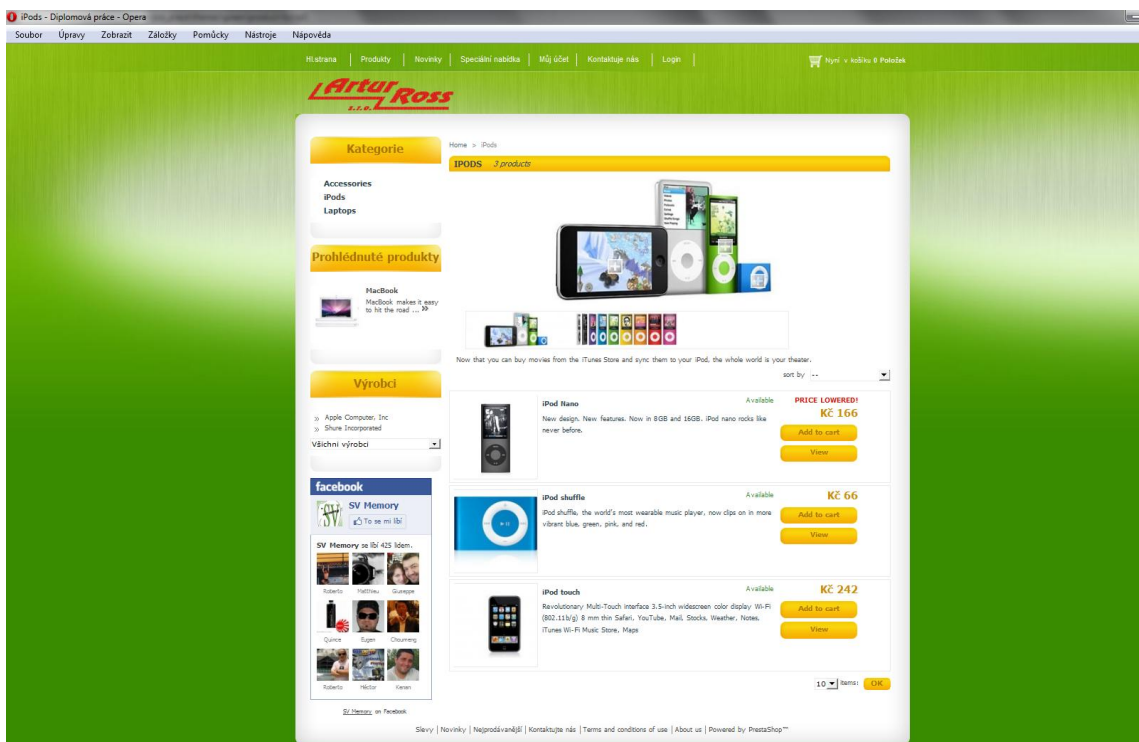 iPods - Diplomová práce - Opera
Soubor Úpravy Zobrazit Záložky Pomůcky Nástroje Nápověda
Hl.strana | Produkty | Novinky | Speciální nabídka | Můj účet | Kontaktuje nás | Login |
Nyní v košíku 0 Položek
Artur Ross
s.r.o.
Kategorie
Accessories
iPods
Laptops
Prohlédnuté produkty
MacBook
MacBook makes it easy
to hit the road ... »
Výrobci
» Apple Computer, Inc
» Shure Incorporated
Všichni výrobci
facebook
SV Memory
To se mi líbí
SV Memory se líbí 425 lidem.
Roberto Matthieu Giuseppe
Quince Eugen Choumeng
Roberto Héctor Kenan
SV Memory on Facebook
Home > iPods
IPODS 3 products
Now that you can buy movies from the iTunes Store and sync them to your iPod, the whole world is your theater.
sort by --
iPod Nano
Available
PRICE LOWERED!
Kč 166
New design. New features. Now in 8GB and 16GB. iPod nano rocks like
never before.
Add to cart
View
iPod shuffle
Available
Kč 66
iPod shuffle, the world's most wearable music player, now clips on in more
vibrant blue, green, pink, and red.
Add to cart
View
iPod touch
Available
Kč 242
Revolutionary Multi-Touch interface 3.5-inch widescreen color display Wi-Fi
(802.11b/g) 8 mm thin Safari, YouTube, Mail, Stocks, Weather, Notes,
iTunes Wi-Fi Music Store, Maps
Add to cart
View
10 items: OK
Slevy | Novinky | Nejprodávanější | Kontaktujte nás | Terms and conditions of use | About us | Powered by PrestaShop™